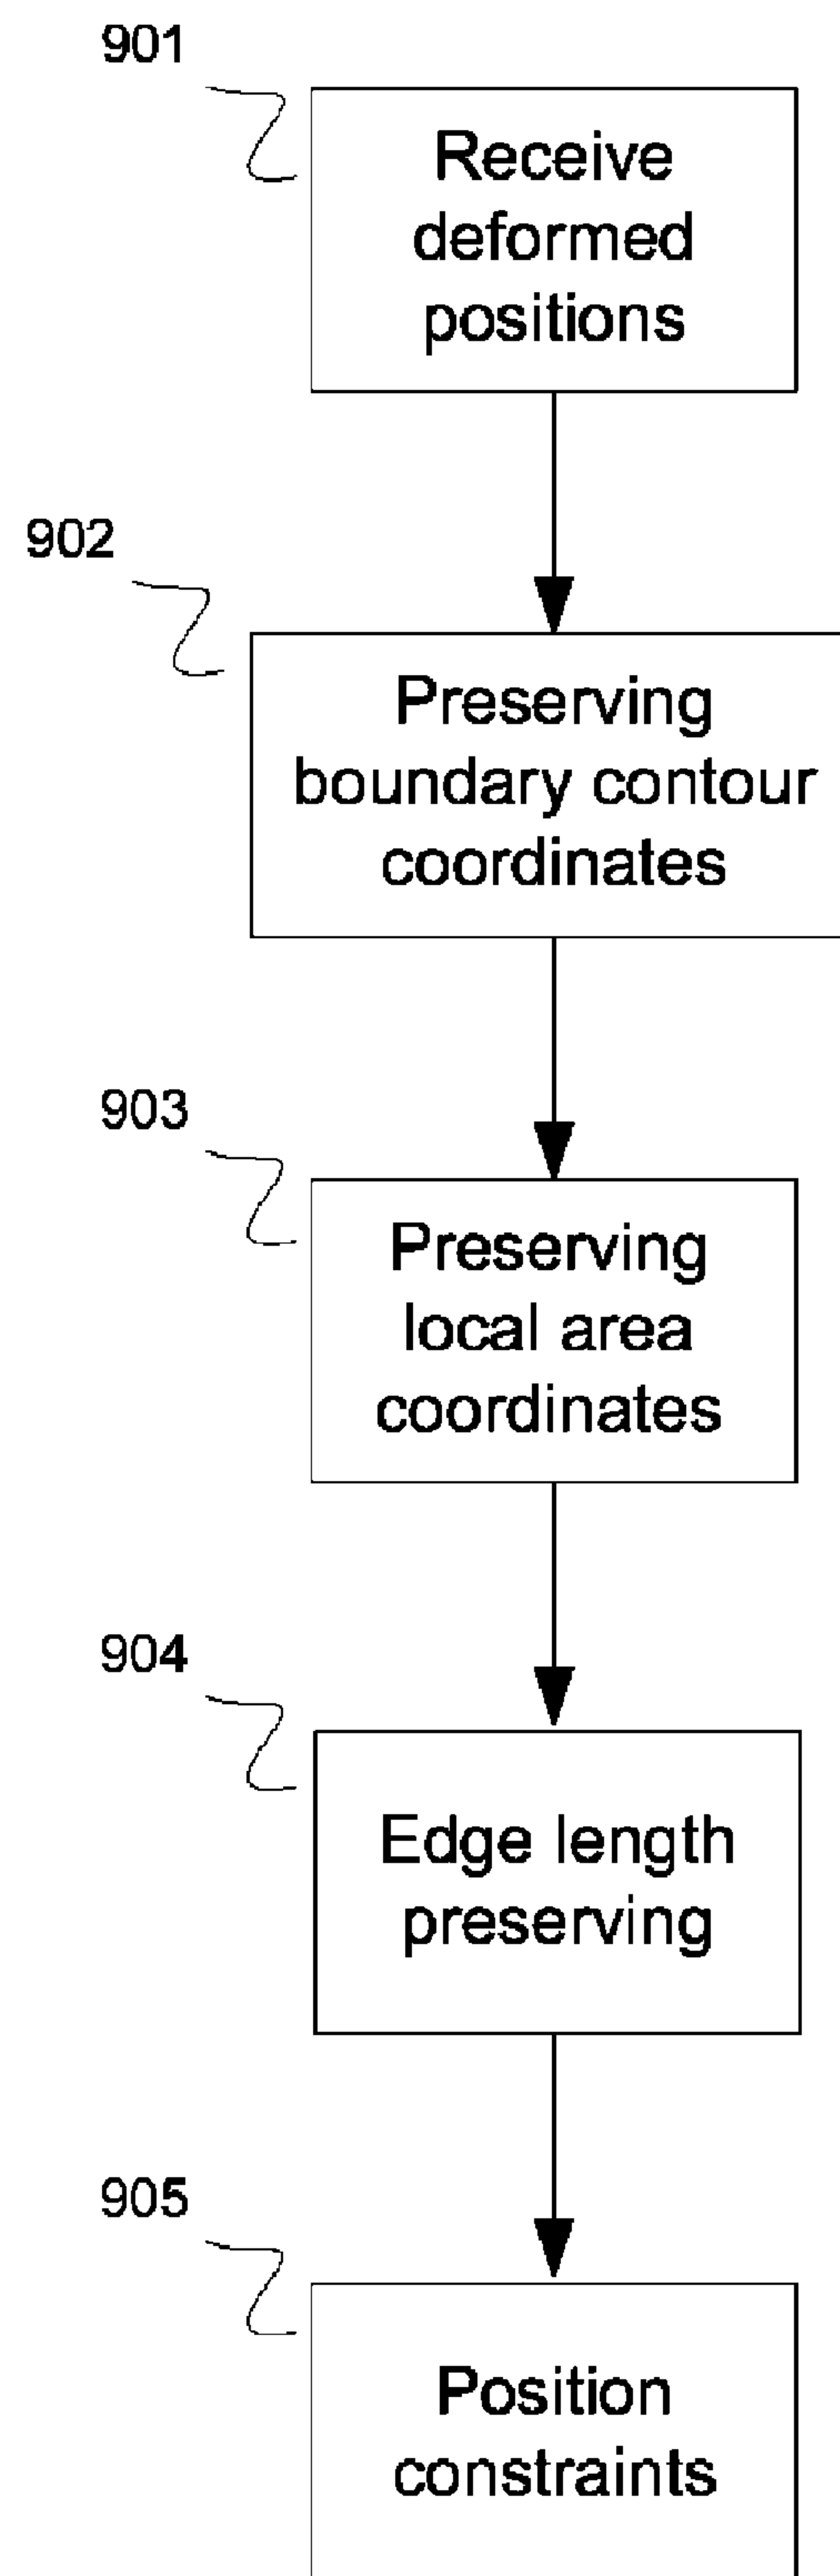 901
Receive
deformed
positions
902
Preserving
boundary contour
coordinates
903
Preserving
local area
coordinates
904
Edge length
preserving
905
Position
constraints